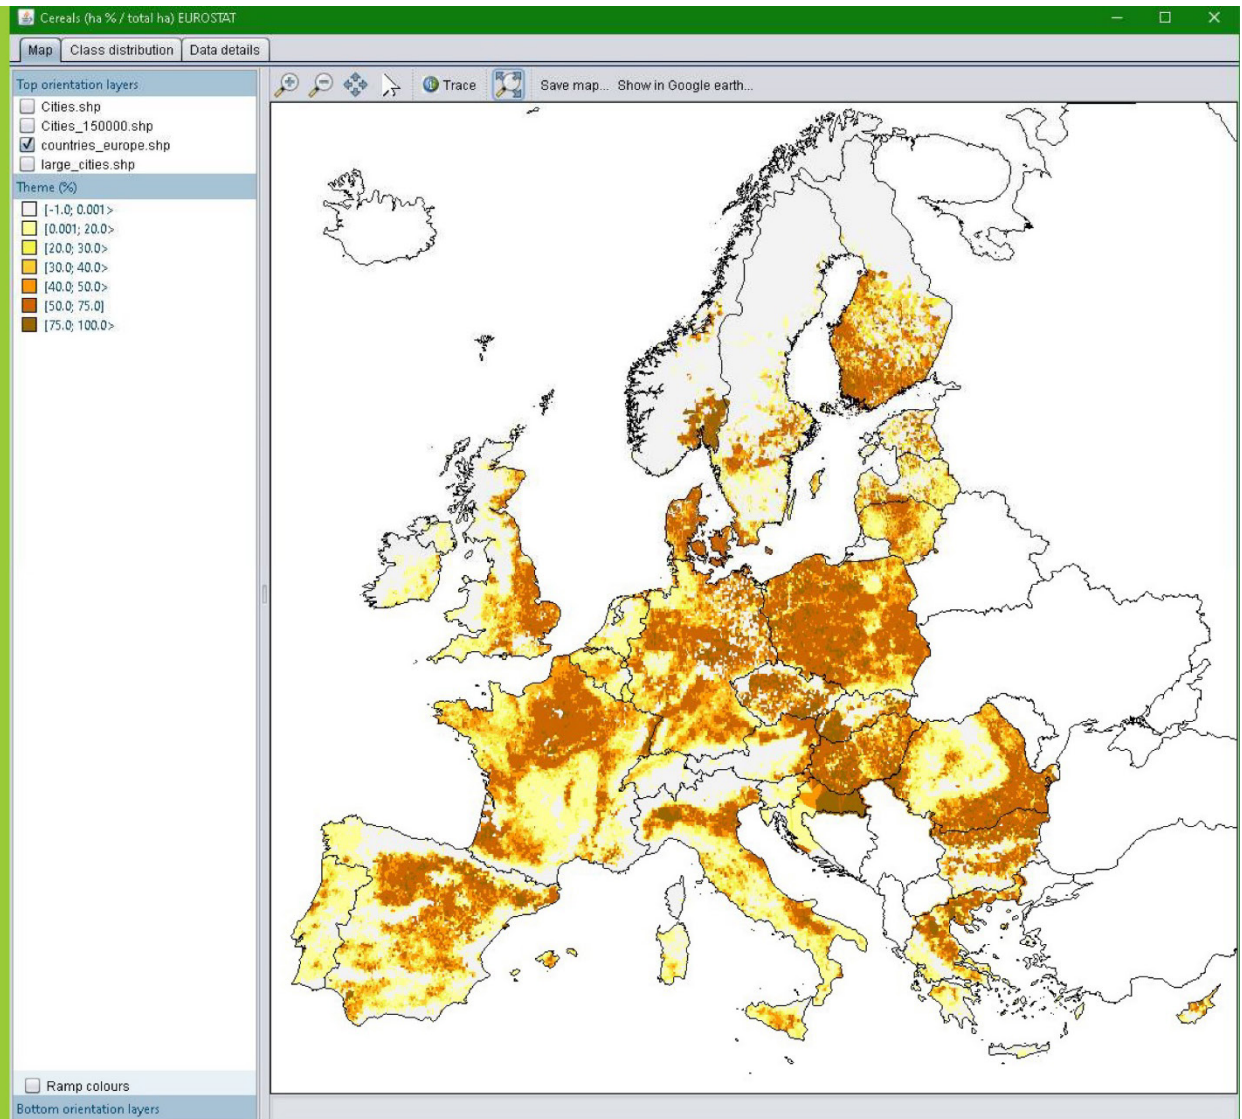 Cereals (ha % / total ha) EUROSTAT
Map Class distribution Data details
Top orientation layers
Trace Save map... Show in Google earth...
Cities.shp
Cities_150000.shp
countries_europe.shp
large_cities.shp
Theme (%)
[-1.0; 0.001>
[0.001; 20.0>
[20.0; 30.0>
[30.0; 40.0>
[40.0; 50.0>
[50.0; 75.0]
[75.0; 100.0>
Ramp colours
Bottom orientation layers